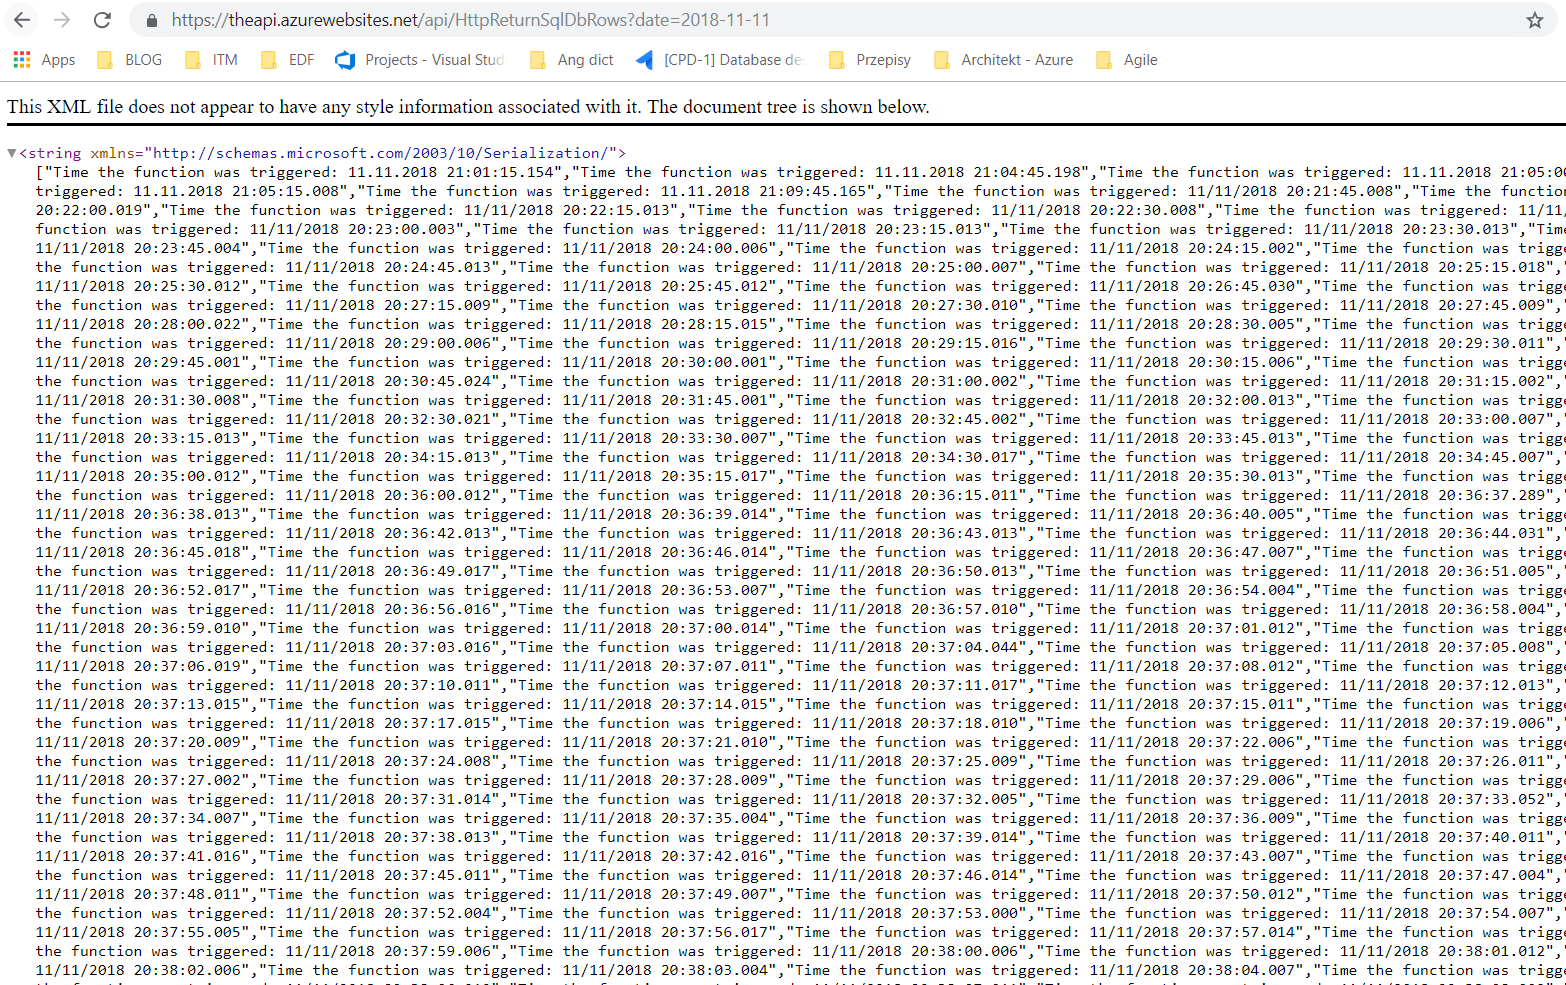 https://theapi.azurewebsites.net/api/HttpReturnSqlDbRows?date=2018-11-11
Apps BLOG ITM EDF Projects - Visual Stud Ang dict [CPD-1] Database de Przepisy Architekt - Azure Agile
This XML file does not appear to have any style information associated with it. The document tree is shown below.
<string xmlns="http://schemas.microsoft.com/2003/10/Serialization/">
["Time the function was triggered: 11.11.2018 21:01:15.154","Time the function was triggered: 11.11.2018 21:04:45.198","Time the function was triggered: 11.11.2018 21:05:00
triggered: 11.11.2018 21:05:15.008","Time the function was triggered: 11.11.2018 21:09:45.165","Time the function was triggered: 11/11/2018 20:21:45.008","Time the function
20:22:00.019","Time the function was triggered: 11/11/2018 20:22:15.013","Time the function was triggered: 11/11/2018 20:22:30.008","Time the function was triggered: 11/11/
function was triggered: 11/11/2018 20:23:00.003","Time the function was triggered: 11/11/2018 20:23:15.013","Time the function was triggered: 11/11/2018 20:23:30.013","Time
11/11/2018 20:23:45.004","Time the function was triggered: 11/11/2018 20:24:00.006","Time the function was triggered: 11/11/2018 20:24:15.002","Time the function was trigge
the function was triggered: 11/11/2018 20:24:45.013","Time the function was triggered: 11/11/2018 20:25:00.007","Time the function was triggered: 11/11/2018 20:25:15.018","
11/11/2018 20:25:30.012","Time the function was triggered: 11/11/2018 20:25:45.012","Time the function was triggered: 11/11/2018 20:26:45.030","Time the function was trigge
the function was triggered: 11/11/2018 20:27:15.009","Time the function was triggered: 11/11/2018 20:27:30.010","Time the function was triggered: 11/11/2018 20:27:45.009","
11/11/2018 20:28:00.022","Time the function was triggered: 11/11/2018 20:28:15.015","Time the function was triggered: 11/11/2018 20:28:30.005","Time the function was trigge
the function was triggered: 11/11/2018 20:29:00.006","Time the function was triggered: 11/11/2018 20:29:15.016","Time the function was triggered: 11/11/2018 20:29:30.011","
11/11/2018 20:29:45.001","Time the function was triggered: 11/11/2018 20:30:00.001","Time the function was triggered: 11/11/2018 20:30:15.006","Time the function was trigge
the function was triggered: 11/11/2018 20:30:45.024","Time the function was triggered: 11/11/2018 20:31:00.002","Time the function was triggered: 11/11/2018 20:31:15.002","
11/11/2018 20:31:30.008","Time the function was triggered: 11/11/2018 20:31:45.001","Time the function was triggered: 11/11/2018 20:32:00.013","Time the function was trigge
the function was triggered: 11/11/2018 20:32:30.021","Time the function was triggered: 11/11/2018 20:32:45.002","Time the function was triggered: 11/11/2018 20:33:00.007","
11/11/2018 20:33:15.013","Time the function was triggered: 11/11/2018 20:33:30.007","Time the function was triggered: 11/11/2018 20:33:45.013","Time the function was trigge
the function was triggered: 11/11/2018 20:34:15.013","Time the function was triggered: 11/11/2018 20:34:30.017","Time the function was triggered: 11/11/2018 20:34:45.007","
11/11/2018 20:35:00.012","Time the function was triggered: 11/11/2018 20:35:15.017","Time the function was triggered: 11/11/2018 20:35:30.013","Time the function was trigge
the function was triggered: 11/11/2018 20:36:00.012","Time the function was triggered: 11/11/2018 20:36:15.011","Time the function was triggered: 11/11/2018 20:36:37.289","
11/11/2018 20:36:38.013","Time the function was triggered: 11/11/2018 20:36:39.014","Time the function was triggered: 11/11/2018 20:36:40.005","Time the function was trigge
the function was triggered: 11/11/2018 20:36:42.013","Time the function was triggered: 11/11/2018 20:36:43.013","Time the function was triggered: 11/11/2018 20:36:44.031","
11/11/2018 20:36:45.018","Time the function was triggered: 11/11/2018 20:36:46.014","Time the function was triggered: 11/11/2018 20:36:47.007","Time the function was trigge
the function was triggered: 11/11/2018 20:36:49.017","Time the function was triggered: 11/11/2018 20:36:50.013","Time the function was triggered: 11/11/2018 20:36:51.005","
11/11/2018 20:36:52.017","Time the function was triggered: 11/11/2018 20:36:53.007","Time the function was triggered: 11/11/2018 20:36:54.004","Time the function was trigge
the function was triggered: 11/11/2018 20:36:56.016","Time the function was triggered: 11/11/2018 20:36:57.010","Time the function was triggered: 11/11/2018 20:36:58.004","
11/11/2018 20:36:59.010","Time the function was triggered: 11/11/2018 20:37:00.014","Time the function was triggered: 11/11/2018 20:37:01.012","Time the function was trigge
the function was triggered: 11/11/2018 20:37:03.016","Time the function was triggered: 11/11/2018 20:37:04.044","Time the function was triggered: 11/11/2018 20:37:05.008","
11/11/2018 20:37:06.019","Time the function was triggered: 11/11/2018 20:37:07.011","Time the function was triggered: 11/11/2018 20:37:08.012","Time the function was trigge
the function was triggered: 11/11/2018 20:37:10.011","Time the function was triggered: 11/11/2018 20:37:11.017","Time the function was triggered: 11/11/2018 20:37:12.013","
11/11/2018 20:37:13.015","Time the function was triggered: 11/11/2018 20:37:14.015","Time the function was triggered: 11/11/2018 20:37:15.011","Time the function was trigge
the function was triggered: 11/11/2018 20:37:17.015","Time the function was triggered: 11/11/2018 20:37:18.010","Time the function was triggered: 11/11/2018 20:37:19.006","
11/11/2018 20:37:20.009","Time the function was triggered: 11/11/2018 20:37:21.010","Time the function was triggered: 11/11/2018 20:37:22.006","Time the function was trigge
the function was triggered: 11/11/2018 20:37:24.008","Time the function was triggered: 11/11/2018 20:37:25.009","Time the function was triggered: 11/11/2018 20:37:26.011","
11/11/2018 20:37:27.002","Time the function was triggered: 11/11/2018 20:37:28.009","Time the function was triggered: 11/11/2018 20:37:29.006","Time the function was trigge
the function was triggered: 11/11/2018 20:37:31.014","Time the function was triggered: 11/11/2018 20:37:32.005","Time the function was triggered: 11/11/2018 20:37:33.052","
11/11/2018 20:37:34.007","Time the function was triggered: 11/11/2018 20:37:35.004","Time the function was triggered: 11/11/2018 20:37:36.009","Time the function was trigge
the function was triggered: 11/11/2018 20:37:38.013","Time the function was triggered: 11/11/2018 20:37:39.014","Time the function was triggered: 11/11/2018 20:37:40.011","
11/11/2018 20:37:41.016","Time the function was triggered: 11/11/2018 20:37:42.016","Time the function was triggered: 11/11/2018 20:37:43.007","Time the function was trigge
the function was triggered: 11/11/2018 20:37:45.011","Time the function was triggered: 11/11/2018 20:37:46.014","Time the function was triggered: 11/11/2018 20:37:47.004","
11/11/2018 20:37:48.011","Time the function was triggered: 11/11/2018 20:37:49.007","Time the function was triggered: 11/11/2018 20:37:50.012","Time the function was trigge
the function was triggered: 11/11/2018 20:37:52.004","Time the function was triggered: 11/11/2018 20:37:53.000","Time the function was triggered: 11/11/2018 20:37:54.007","
11/11/2018 20:37:55.005","Time the function was triggered: 11/11/2018 20:37:56.017","Time the function was triggered: 11/11/2018 20:37:57.014","Time the function was trigge
the function was triggered: 11/11/2018 20:37:59.006","Time the function was triggered: 11/11/2018 20:38:00.006","Time the function was triggered: 11/11/2018 20:38:01.012","
11/11/2018 20:38:02.006","Time the function was triggered: 11/11/2018 20:38:03.004","Time the function was triggered: 11/11/2018 20:38:04.007","Time the function was trigge